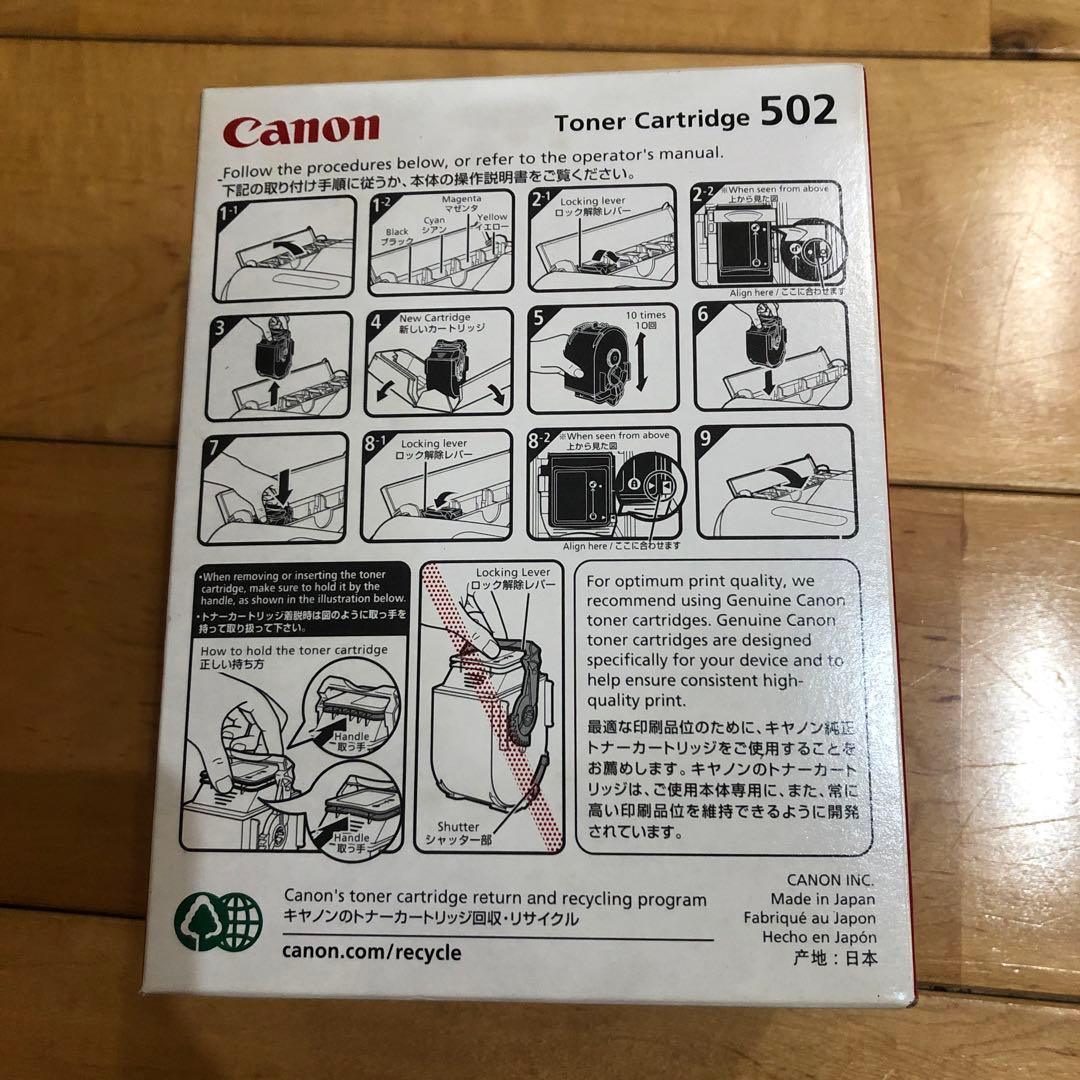 Canon
Toner Cartridge 502
Follow the procedures below, or refer to the operator's manual.
下記の取り付け手順に従うか、本体の操作説明書をご覧ください。
1-1
1-2
Magenta
マゼンタ
Cyan
シアン
Yellow
イエロー
Black
ブラック
2-1
Locking lever
ロック解除レバー
2-2
※When seen from above
上から見た図
Align here / ここに合わせます
3
4
New Cartridge
新しいカートリッジ
5
10 times
10回
6
7
8-1
Locking lever
ロック解除レバー
8-2
※When seen from above
上から見た図
Align here / ここに合わせます
9
・When removing or inserting the toner
cartridge, make sure to hold it by the
handle, as shown in the illustration below.
・トナーカートリッジ着脱時は図のように取っ手を
持って取り扱って下さい。
How to hold the toner cartridge
正しい持ち方
Handle
取っ手
Handle
取っ手
Locking Lever
ロック解除レバー
Shutter
シャッター部
For optimum print quality, we
recommend using Genuine Canon
toner cartridges. Genuine Canon
toner cartridges are designed
specifically for your device and to
help ensure consistent high-
quality print.
最適な印刷品位のために、キヤノン純正
トナーカートリッジをご使用することを
お薦めします。キヤノンのトナーカート
リッジは、ご使用本体専用に、また、常に
高い印刷品位を維持できるように開発
されています。
Canon's toner cartridge return and recycling program
キヤノンのトナーカートリッジ回収・リサイクル
canon.com/recycle
CANON INC.
Made in Japan
Fabriqué au Japon
Hecho en Japón
产地：日本